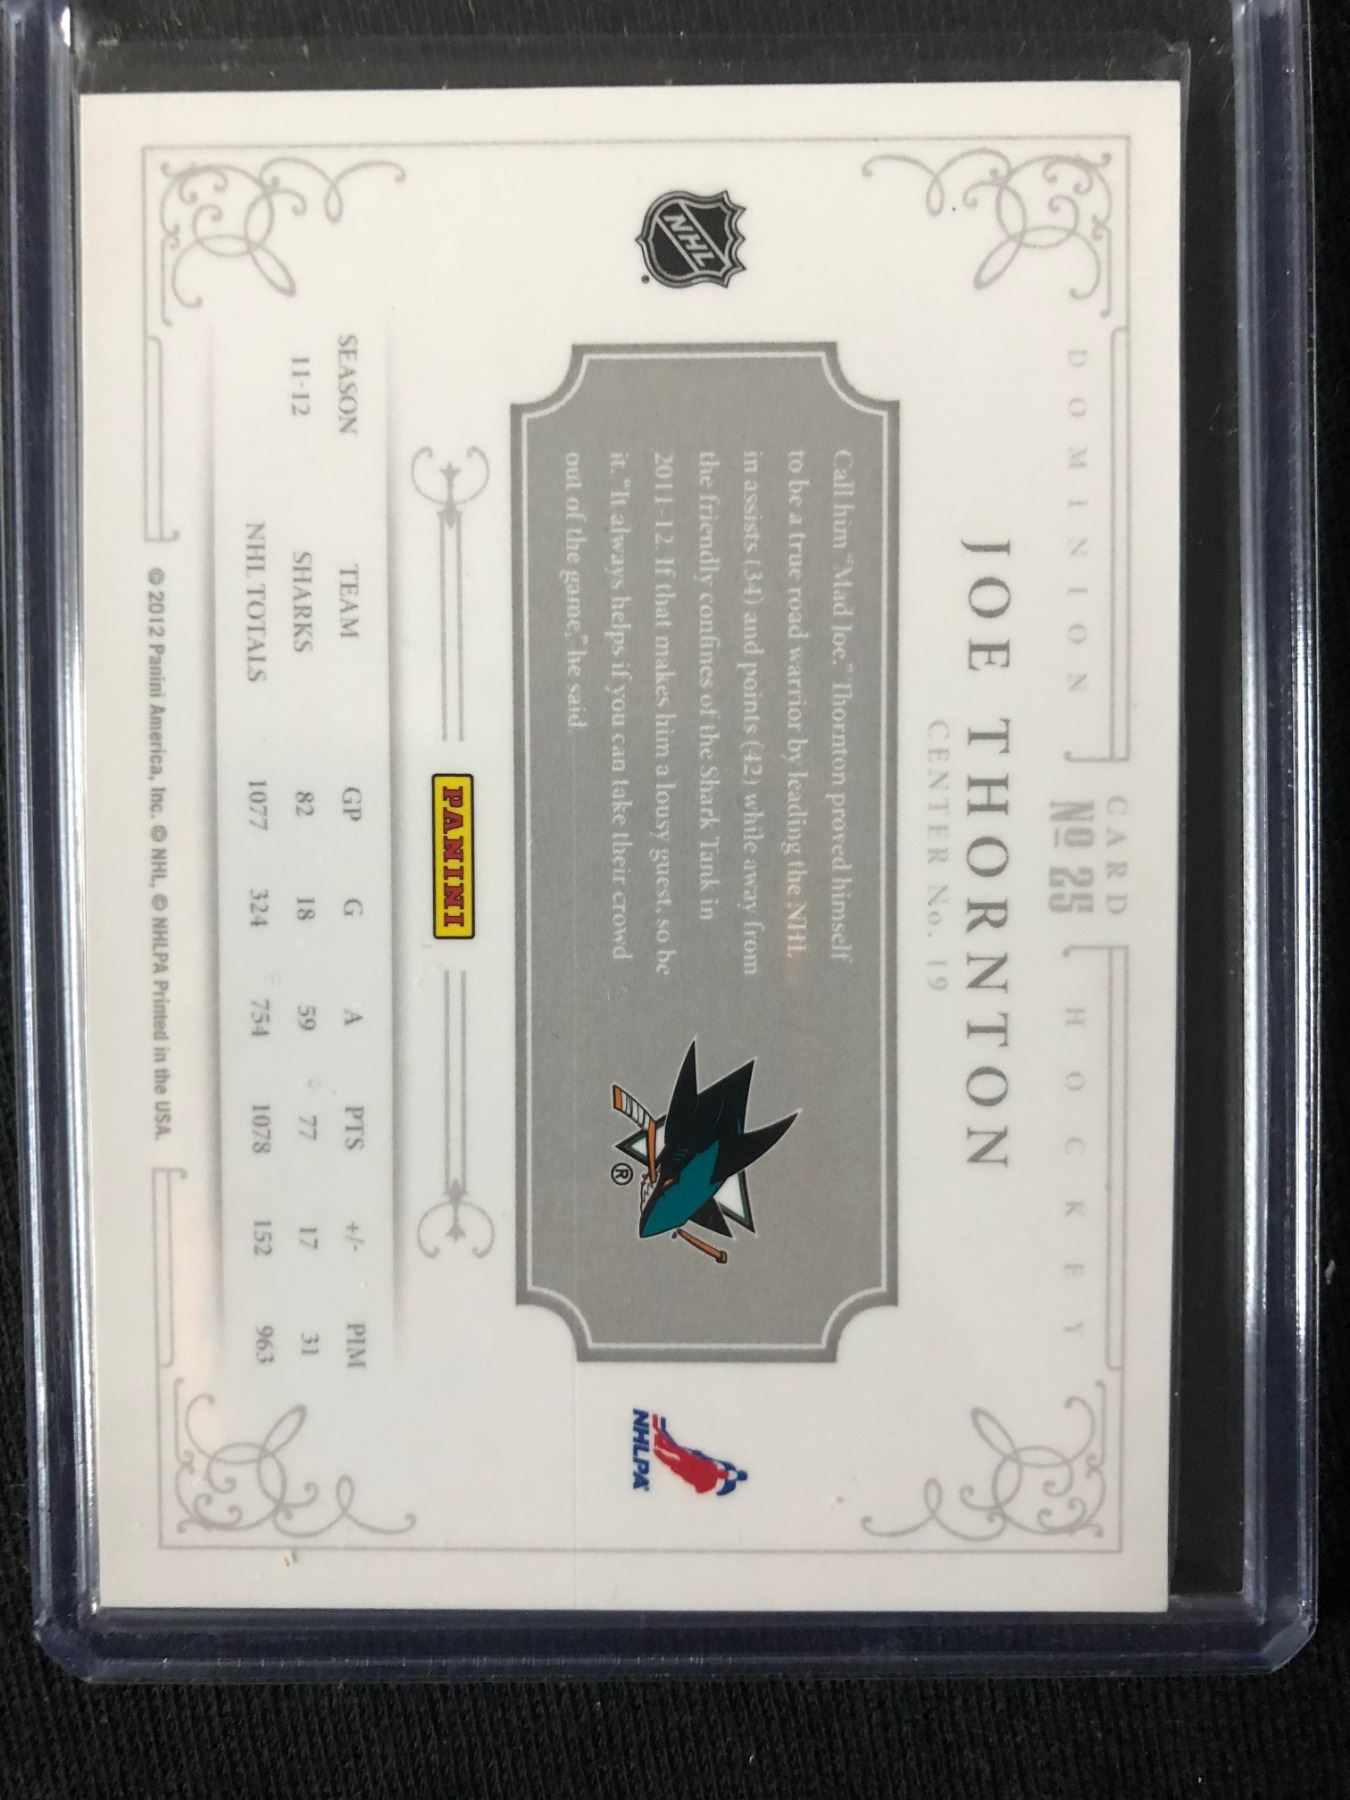 CARD
DOMINION No 25 HOCKEY
JOE THORNTON
CENTER No. 19
NHL
Call him "Mad Joe." Thornton proved himself
to be a true road warrior by leading the NHL
in assists (34) and points (42) while away from
the friendly confines of the Shark Tank in
2011-12. If that makes him a lousy guest, so be
it. "It always helps if you can take their crowd
out of the game," he said.
®
NHLPA
PANINI
SEASON TEAM GP G A PTS +/- PIM
11-12 SHARKS 82 18 59 77 17 31
NHL TOTALS 1077 324 754 1078 152 963
© 2012 Panini America, Inc. © NHL, © NHLPA Printed in the USA.